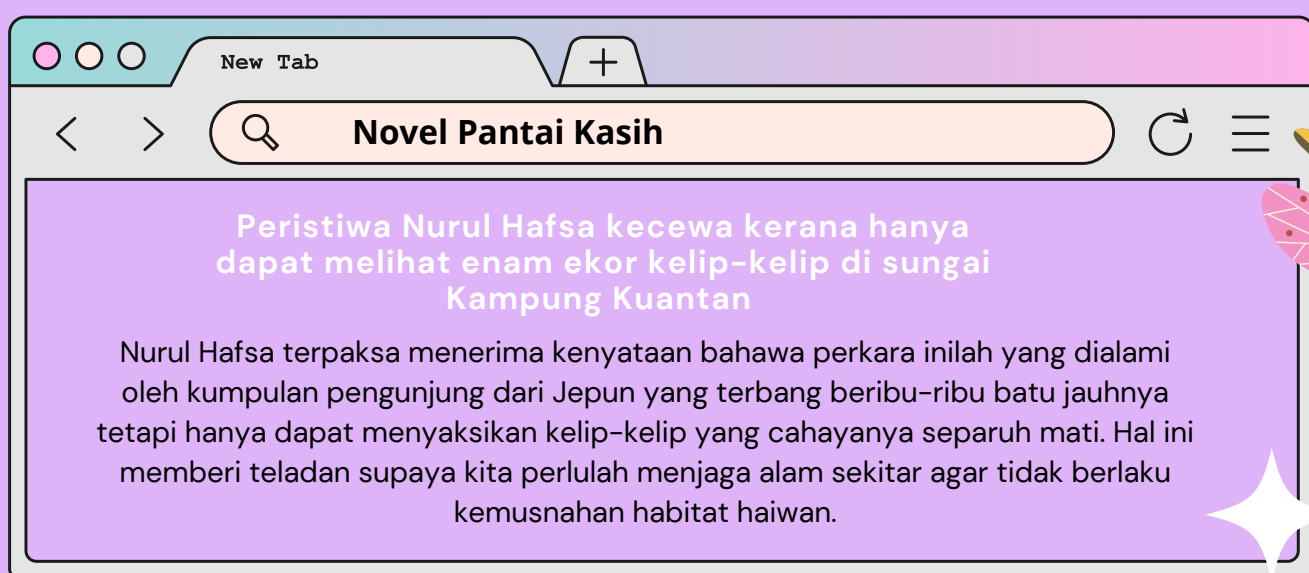 New Tab
Novel Pantai Kasih
Peristiwa Nurul Hafsa kecewa kerana hanya
dapat melihat enam ekor kelip-kelip di sungai
Kampung Kuantan
Nurul Hafsa terpaksa menerima kenyataan bahawa perkara inilah yang dialami
oleh kumpulan pengunjung dari Jepun yang terbang beribu-ribu batu jauhnya
tetapi hanya dapat menyaksikan kelip-kelip yang cahayanya separuh mati. Hal ini
memberi teladan supaya kita perlulah menjaga alam sekitar agar tidak berlaku
kemusnahan habitat haiwan.